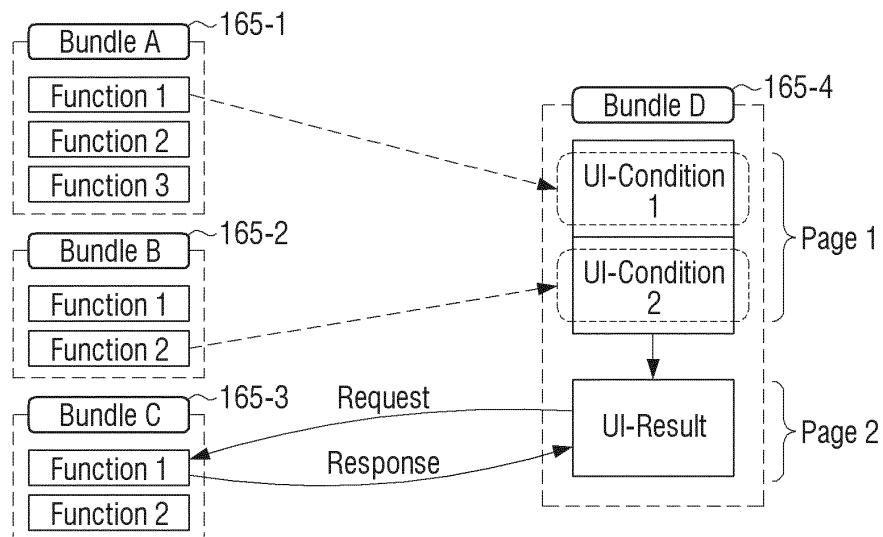 Bundle A
165-1
Function 1
Function 2
Function 3
Bundle B
165-2
Function 1
Function 2
Bundle C
165-3
Function 1
Function 2
Request
Response
Bundle D
165-4
UI-Condition
1
UI-Condition
2
Page 1
UI-Result
Page 2